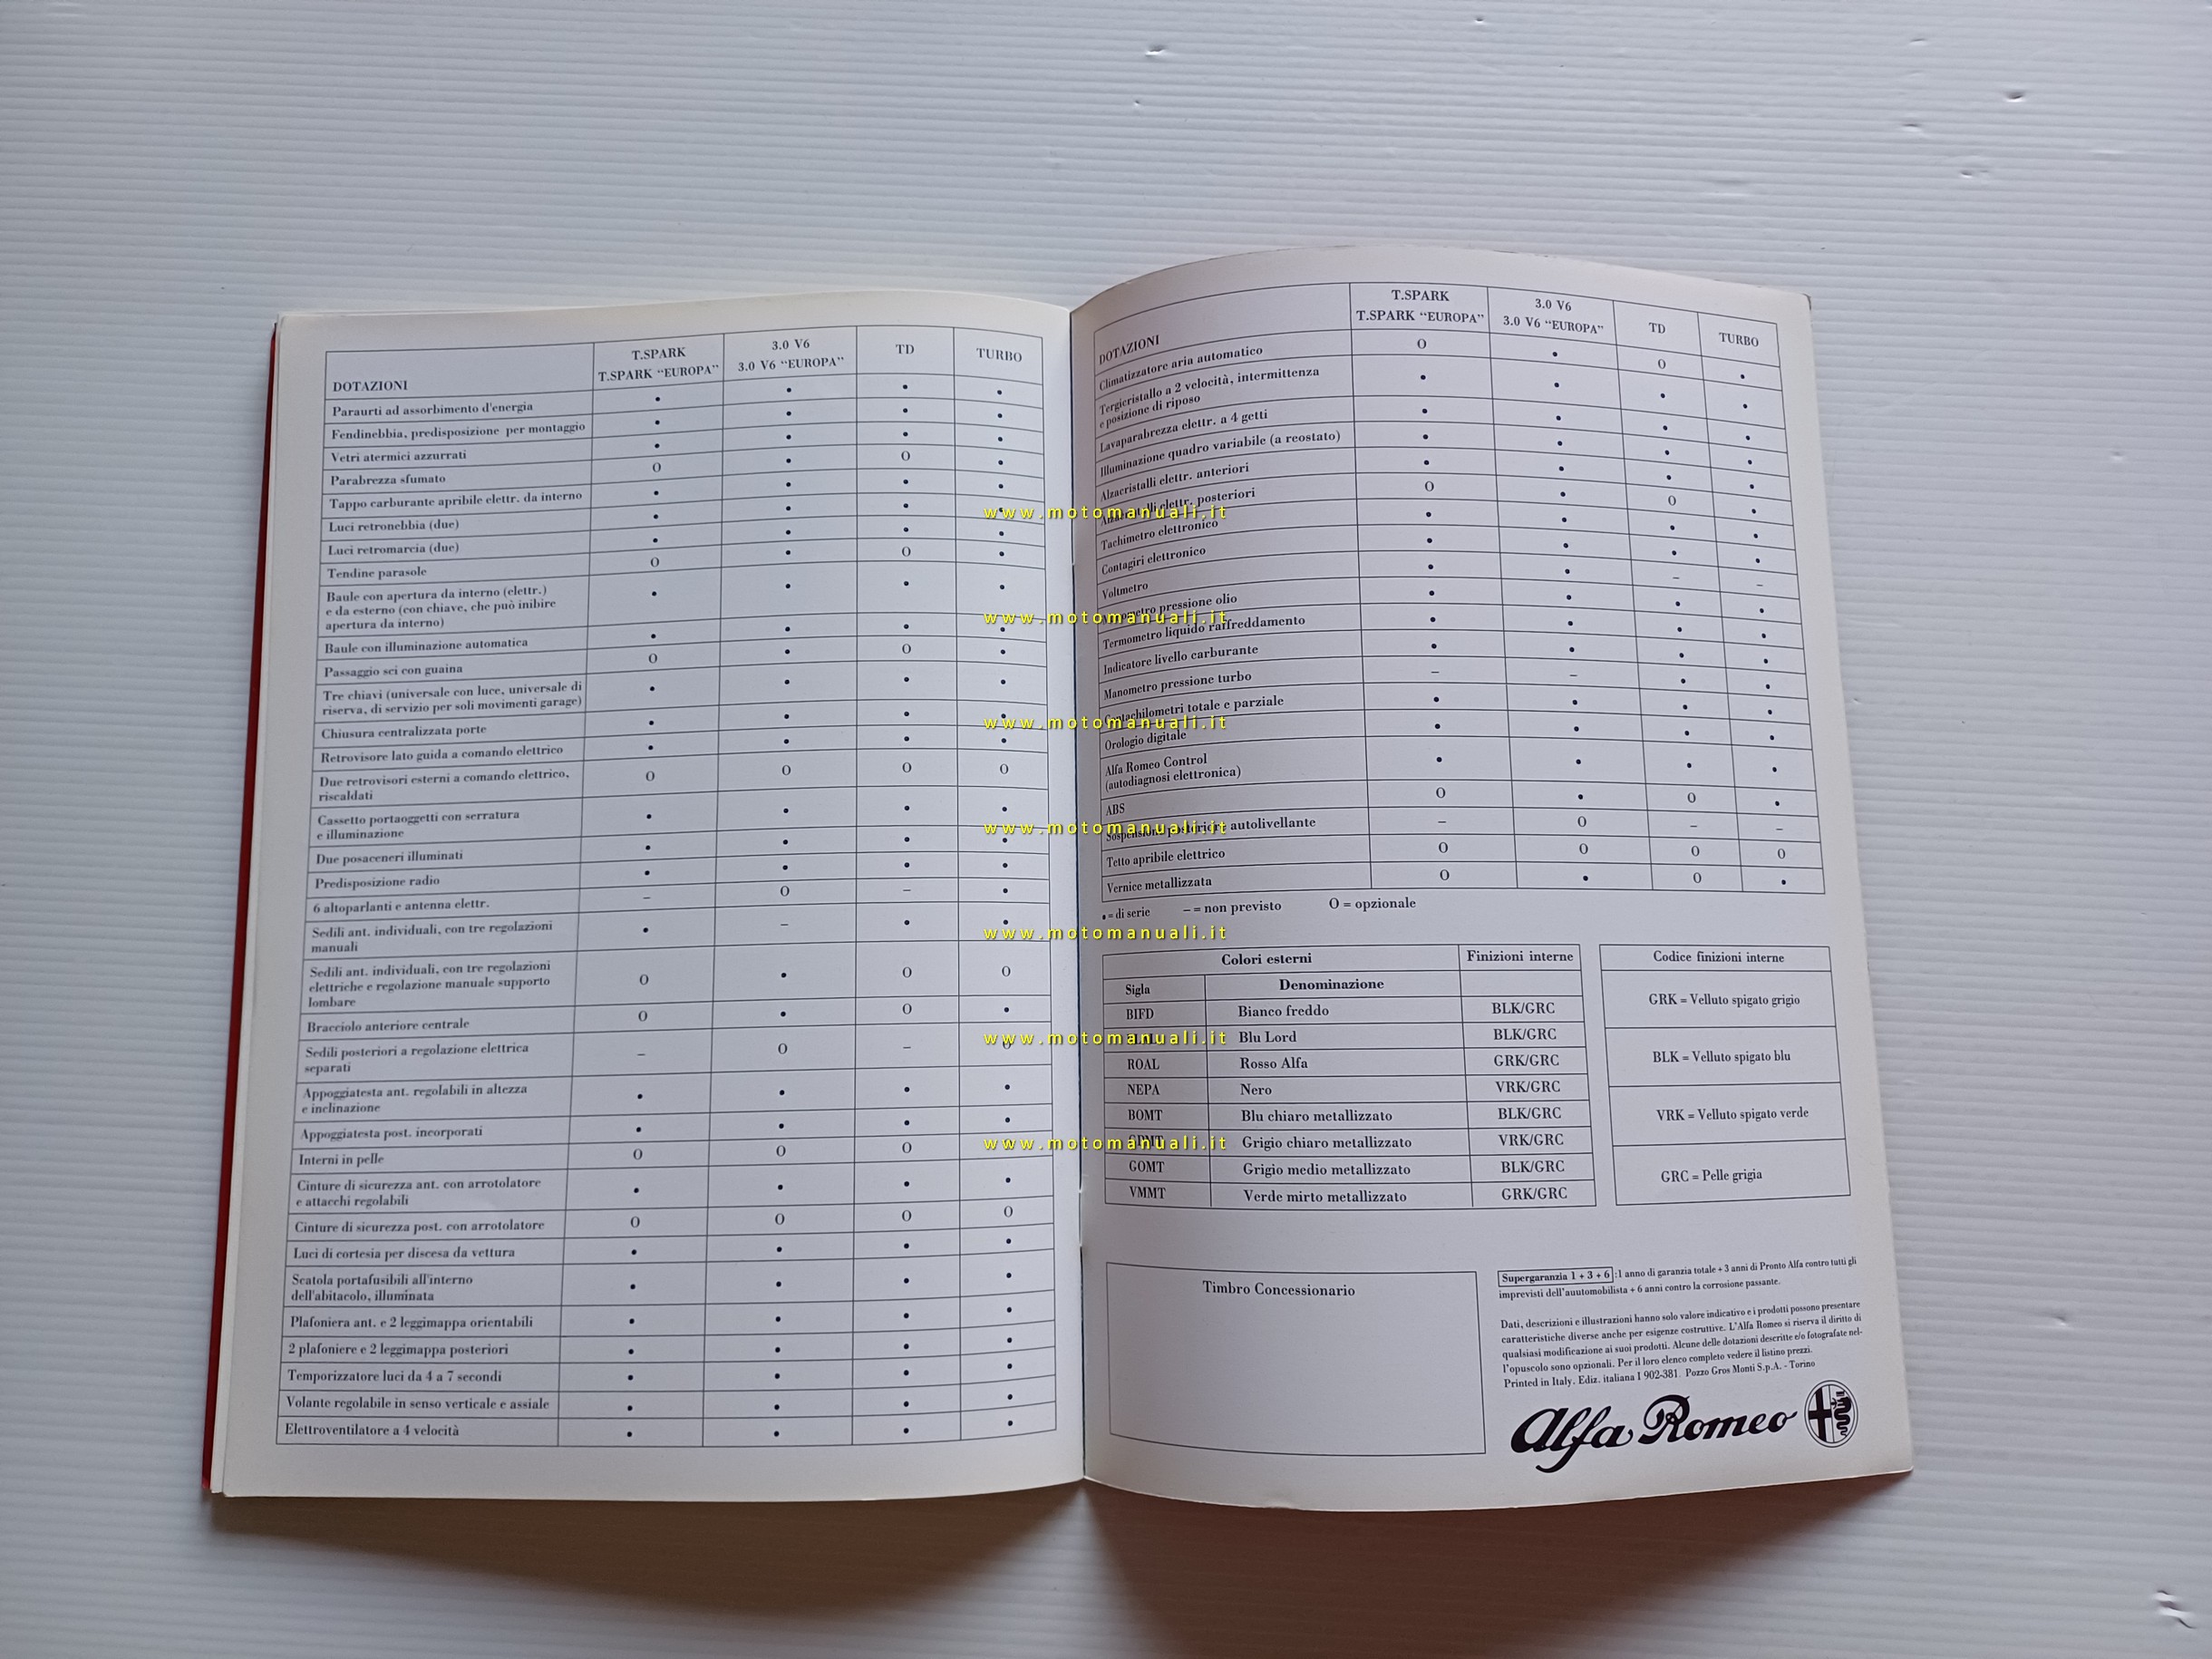 DOTAZIONI T.SPARK T.SPARK "EUROPA" 3.0 V6 3.0 V6 "EUROPA" TD TURBO
Paraurti ad assorbimento d'energia • • • •
Fendinebbia, predisposizione per montaggio • • • •
Vetri atermici azzurrati • • • •
Parabrezza sfumato O • O •
Tappo carburante apribile elettr. da interno • • • •
Luci retronebbia (due) • • • •
Luci retromarcia (due) • • • •
Tendine parasole O • O •
Baule con apertura da interno (elettr.)
e da esterno (con chiave, che può inibire
apertura da interno) • • • •
Baule con illuminazione automatica • • • •
Passaggio sci con guaina O • O •
Tre chiavi (universale con luce, universale di
riserva, di servizio per soli movimenti garage) • • • •
Chiusura centralizzata porte • • • •
Retrovisore lato guida a comando elettrico • • • •
Due retrovisori esterni a comando elettrico,
riscaldati O O O O
Cassetto portaoggetti con serratura
e illuminazione • • • •
Due posaceneri illuminati • • • •
Predisposizione radio • • • •
6 altoparlanti e antenna elettr. – O – •
Sedili ant. individuali, con tre regolazioni
manuali • – • •
Sedili ant. individuali, con tre regolazioni
elettriche e regolazione manuale supporto
lombare O • O O
Bracciolo anteriore centrale O • O •
Sedili posteriori a regolazione elettrica
separati – O – O
Appoggiatesta ant. regolabili in altezza
e inclinazione • • • •
Appoggiatesta post. incorporati • • • •
Interni in pelle O O O
Cinture di sicurezza ant. con arrotolatore
e attacchi regolabili • • • •
Cinture di sicurezza post. con arrotolatore O O O O
Luci di cortesia per discesa da vettura • • • •
Scatola portafusibili all'interno
dell'abitacolo, illuminata • • • •
Plafoniera ant. e 2 leggimappa orientabili • • • •
2 plafoniere e 2 leggimappa posteriori • • • •
Temporizzatore luci da 4 a 7 secondi • • • •
Volante regolabile in senso verticale e assiale • • • •
Elettroventilatore a 4 velocità • • • •
DOTAZIONI T.SPARK T.SPARK "EUROPA" 3.0 V6 3.0 V6 "EUROPA" TD TURBO
Climatizzatore aria automatico O • O •
Tergicristallo a 2 velocità, intermittenza
e posizione di riposo • • • •
Lavaparabrezza elettr. a 4 getti • • • •
Illuminazione quadro variabile (a reostato) • • • •
Alzacristalli elettr. anteriori • • • •
elettr. posteriori O • O •
Tachimetro elettronico • • • •
Contagiri elettronico • • • •
Voltmetro • • – –
pressione olio • • • •
Termometro liquido raffreddamento • • • •
Indicatore livello carburante • • • •
Manometro pressione turbo – – • •
Contachilometri totale e parziale • • • •
Orologio digitale • • • •
Alfa Romeo Control
(autodiagnosi elettronica) • • • •
ABS O • O •
Sospensioni posteriori autolivellante – O – –
Tetto apribile elettrico O O O O
Vernice metallizzata O • O •
• = di serie – = non previsto O = opzionale
Colori esterni Finizioni interne
Sigla Denominazione
BIFD Bianco freddo BLK/GRC
Blu Lord BLK/GRC
ROAL Rosso Alfa GRK/GRC
NEPA Nero VRK/GRC
BOMT Blu chiaro metallizzato BLK/GRC
Grigio chiaro metallizzato VRK/GRC
GOMT Grigio medio metallizzato BLK/GRC
VMMT Verde mirto metallizzato GRK/GRC
Codice finizioni interne
GRK = Velluto spigato grigio
BLK = Velluto spigato blu
VRK = Velluto spigato verde
GRC = Pelle grigia
Timbro Concessionario
Supergaranzia 1 + 3 + 6 : 1 anno di garanzia totale + 3 anni di Pronto Alfa contro tutti gli
imprevisti dell'auutomobilista + 6 anni contro la corrosione passante.
Dati, descrizioni e illustrazioni hanno solo valore indicativo e i prodotti possono presentare
caratteristiche diverse anche per esigenze costruttive. L'Alfa Romeo si riserva il diritto di
qualsiasi modificazione ai suoi prodotti. Alcune delle dotazioni descritte e/o fotografate nel-
l'opuscolo sono opzionali. Per il loro elenco completo vedere il listino prezzi.
Printed in Italy. Ediz. italiana 1 902-381. Pozzo Gros Monti S.p.A. - Torino
Alfa Romeo
www.motomanuali.it
www.motomanuali.it
www.motomanuali.it
www.motomanuali.it
www.motomanuali.it
www.motomanuali.it
www.motomanuali.it